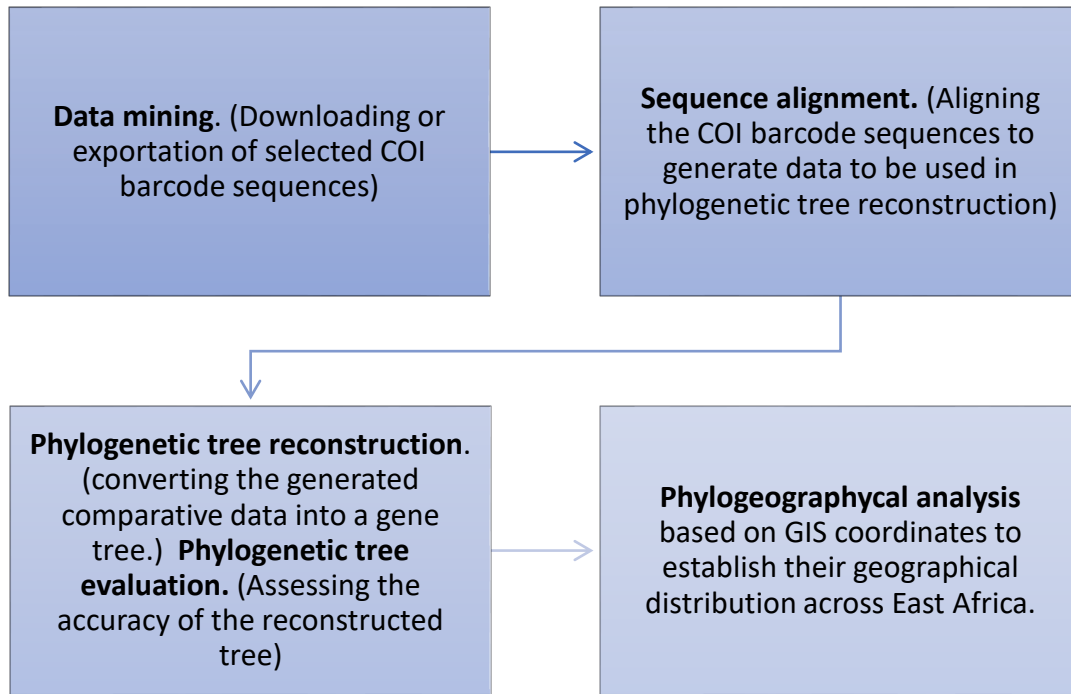 Data mining. (Downloading or
exportation of selected COI
barcode sequences)
Sequence alignment. (Aligning
the COI barcode sequences to
generate data to be used in
phylogenetic tree reconstruction)
Phylogenetic tree reconstruction.
(converting the generated
comparative data into a gene
tree.) Phylogenetic tree
evaluation. (Assessing the
accuracy of the reconstructed
tree)
Phylogeographycal analysis
based on GIS coordinates to
establish their geographical
distribution across East Africa.